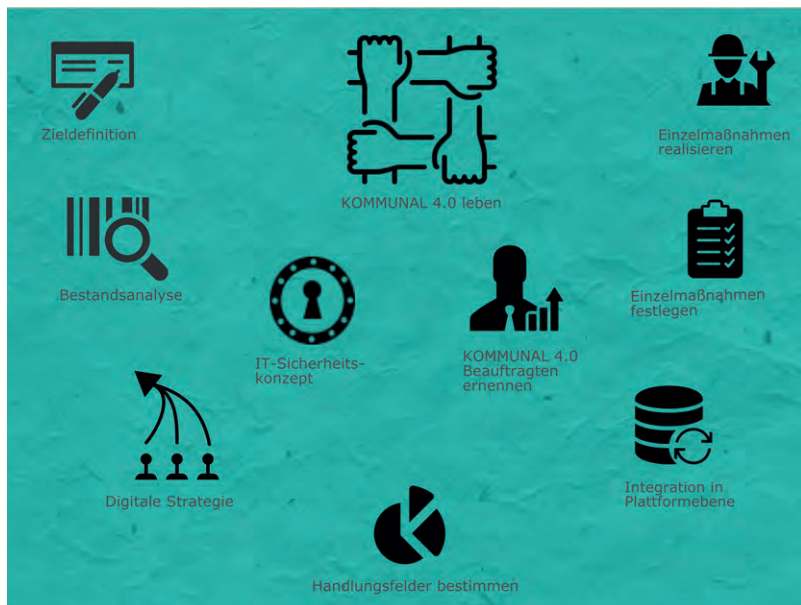 Zieldefinition
KOMMUNAL 4.0 leben
Einzelmaßnahmen
realisieren
Bestandsanalyse
IT-Sicherheits-
konzept
KOMMUNAL 4.0
Beauftragten
ernennen
Einzelmaßnahmen
festlegen
Digitale Strategie
Handlungsfelder bestimmen
Integration in
Plattformebene